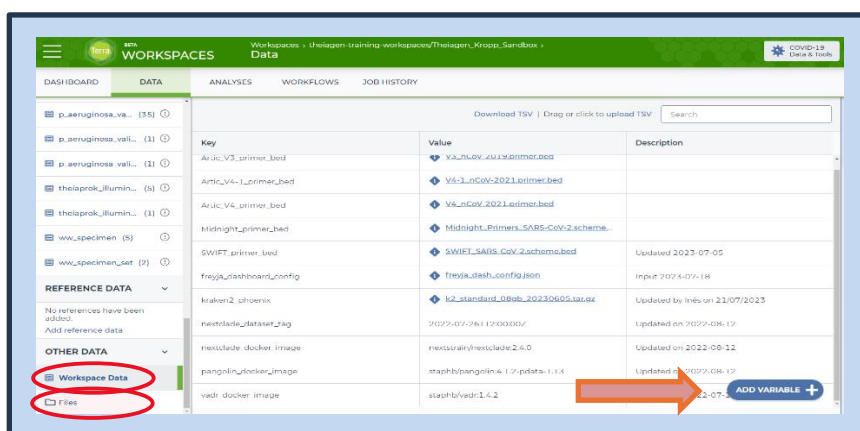 Terra
BETA
WORKSPACES
Workspaces › theiagen-training-workspaces/Theiagen_Kropp_Sandbox ›
Data
COVID-19
Data & Tools
DASHBOARD DATA ANALYSES WORKFLOWS JOB HISTORY
p_aeruginosa_va... (35)
p_aeruginosa_vali... (1)
p_aeruginosa_vali... (1)
theiaprok_illumin... (5)
theiaprok_illumin... (1)
ww_specimen (5)
ww_specimen_set (2)
REFERENCE DATA
No references have been
added.
Add reference data
OTHER DATA
Workspace Data
Files
Download TSV | Drag or click to upload TSV Search
Key Value Description
Artic_V3_primer_bed V3_nCoV-2019.primer.bed
Artic_V4-1_primer_bed V4-1_nCoV-2021.primer.bed
Artic_V4_primer_bed V4_nCoV-2021.primer.bed
Midnight_primer_bed Midnight_Primers_SARS-CoV-2.scheme...
SWIFT_primer_bed SWIFT_SARS-CoV-2.scheme.bed Updated 2023-07-05
freyja_dashboard_config freyja_dash_config.json Input 2023-07-18
kraken2_phoenix k2_standard_08gb_20230605.tar.gz Updated by Inês on 21/07/2023
nextclade_dataset_tag 2022-07-26T12:00:00Z Updated on 2022-08-12
nextclade_docker_image nextstrain/nextclade:2.4.0 Updated on 2022-08-12
pangolin_docker_image staphb/pangolin:4.1.2-pdata-1.13 Updated on 2022-08-12
vadr_docker_image staphb/vadr:1.4.2
ADD VARIABLE